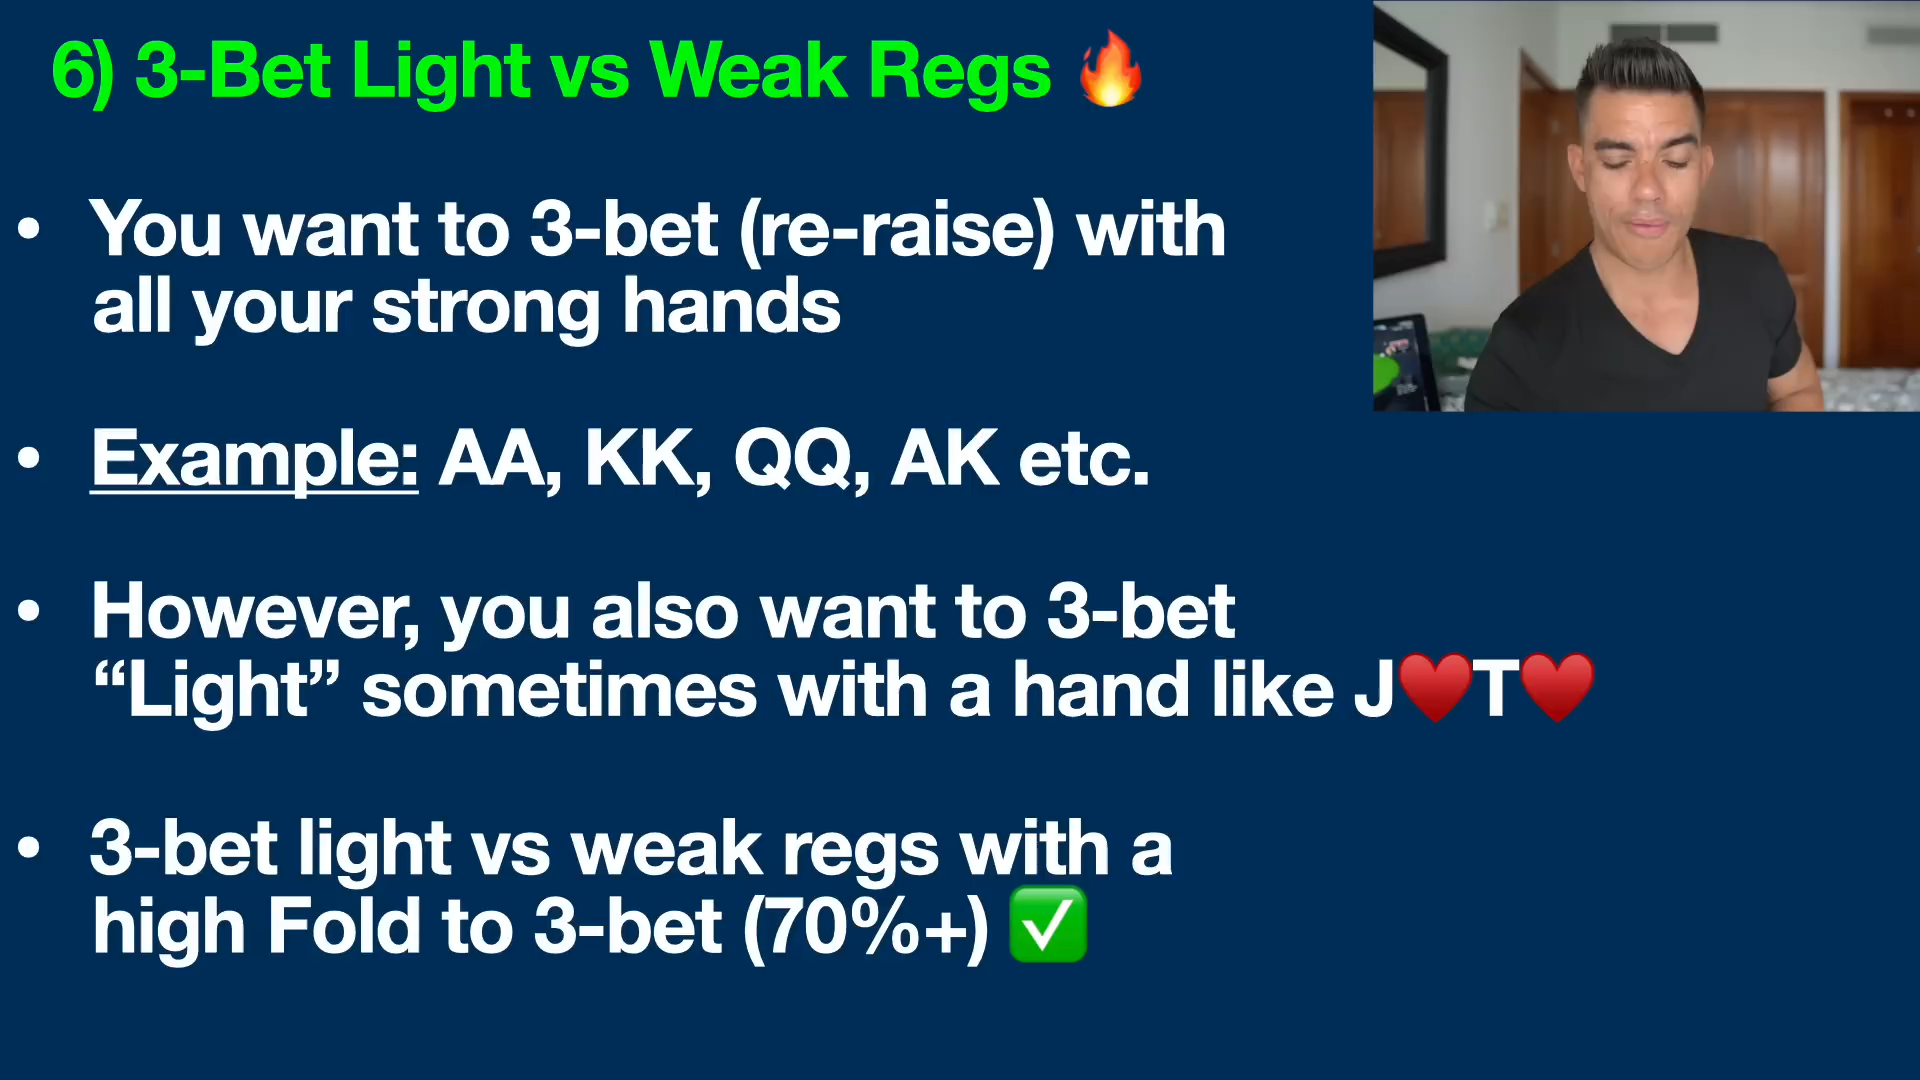 6) 3-Bet Light vs Weak Regs 🔥
• You want to 3-bet (re-raise) with
all your strong hands
• Example: AA, KK, QQ, AK etc.
• However, you also want to 3-bet
“Light” sometimes with a hand like J♥T♥
• 3-bet light vs weak regs with a
high Fold to 3-bet (70%+) ✅